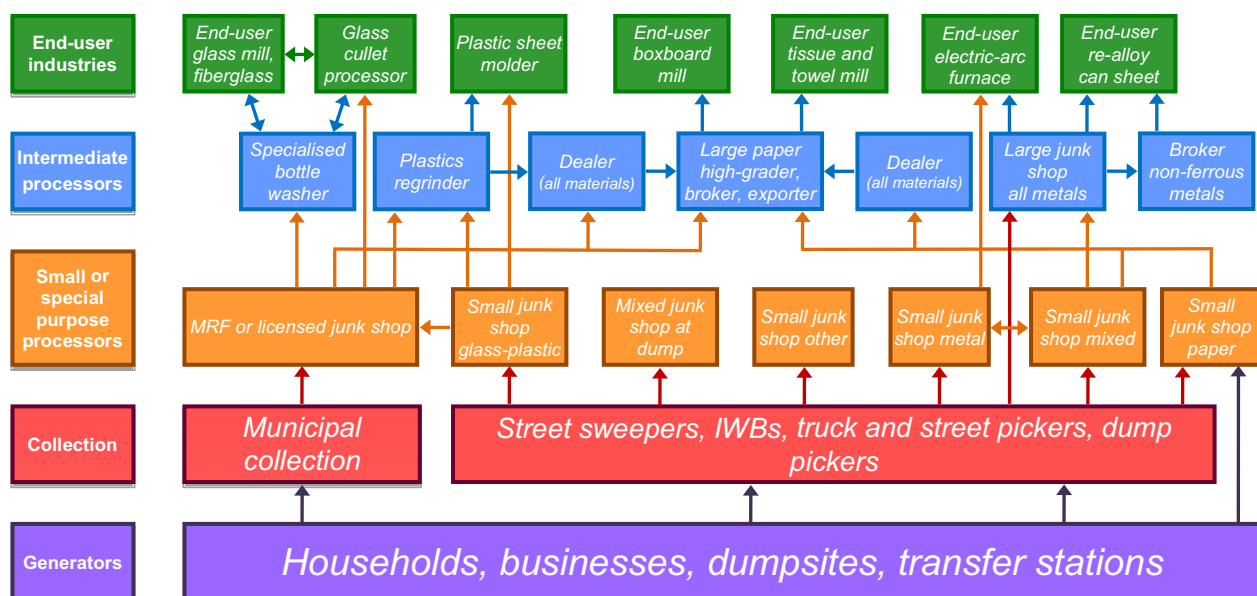 End-user
industries
End-user
glass mill,
fiberglass
Glass
cullet
processor
Plastic sheet
molder
End-user
boxboard
mill
End-user
tissue and
towel mill
End-user
electric-arc
furnace
End-user
re-alloy
can sheet
Intermediate
processors
Specialised
bottle
washer
Plastics
regrinder
Dealer
(all materials)
Large paper
high-grader,
broker, exporter
Dealer
(all materials)
Large junk
shop
all metals
Broker
non-ferrous
metals
Small or
special
purpose
processors
MRF or licensed junk shop
Small junk
shop
glass-plastic
Mixed junk
shop at
dump
Small junk
shop other
Small junk
shop metal
Small junk
shop mixed
Small
junk shop
paper
Collection
Municipal
collection
Street sweepers, IWBs, truck and street pickers, dump
pickers
Generators
Households, businesses, dumpsites, transfer stations